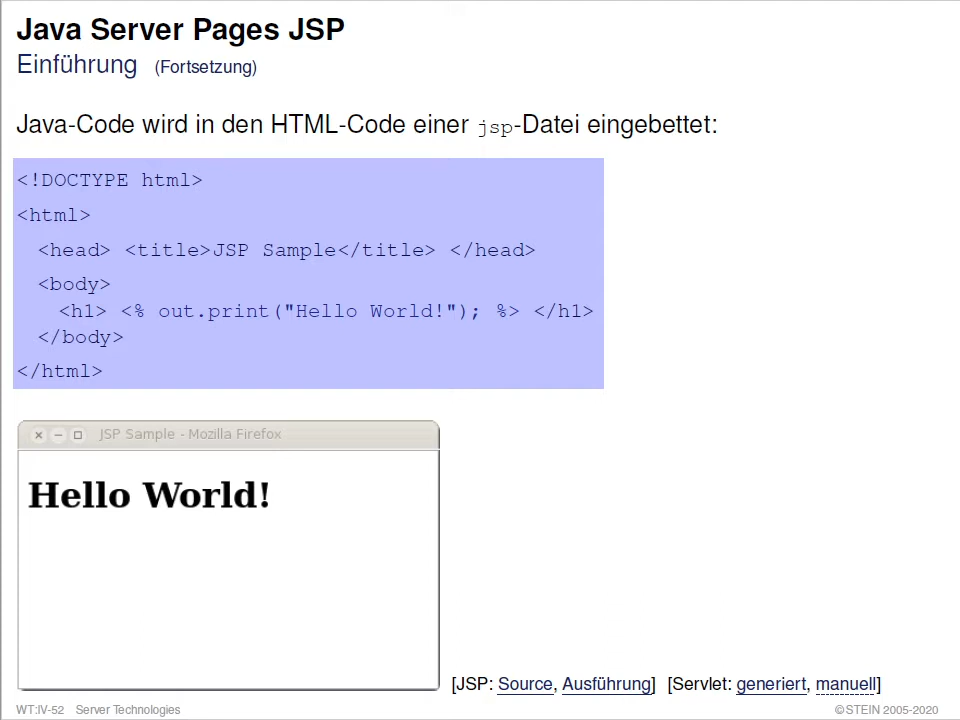 Java Server Pages JSP
Einführung (Fortsetzung)
Java-Code wird in den HTML-Code einer jsp-Datei eingebettet:
<!DOCTYPE html>
<html>
<head> <title>JSP Sample</title> </head>
<body>
<h1> <% out.print("Hello World!"); %> </h1>
</body>
</html>
JSP Sample - Mozilla Firefox
Hello World!
[JSP: Source, Ausführung] [Servlet: generiert, manuell]
WT:IV-52 Server Technologies
©STEIN 2005-2020